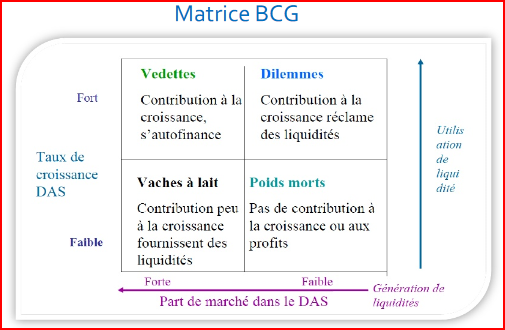 Matrice BCG
Vedettes
Contribution à la
croissance,
s'autofinance
Dilemmes
Contribution à la
croissance réclame
des liquidités
Fort
Taux de
croissance
DAS
Faible
Vaches à lait
Contribution peu
à la croissance
fournissent des
liquidités
Poids morts
Pas de contribution à
la croissance ou aux
profits
Utilis
ation
de
liqui
dité
Forte
Faible
Part de marché dans le DAS
Génération de
liquidités